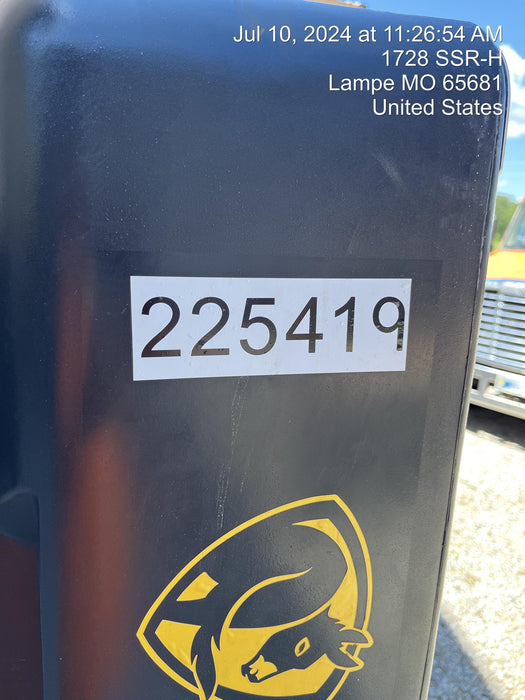 Jul 10, 2024 at 11:26:54 AM
1728 SSR-H
Lampe MO 65681
United States
225419